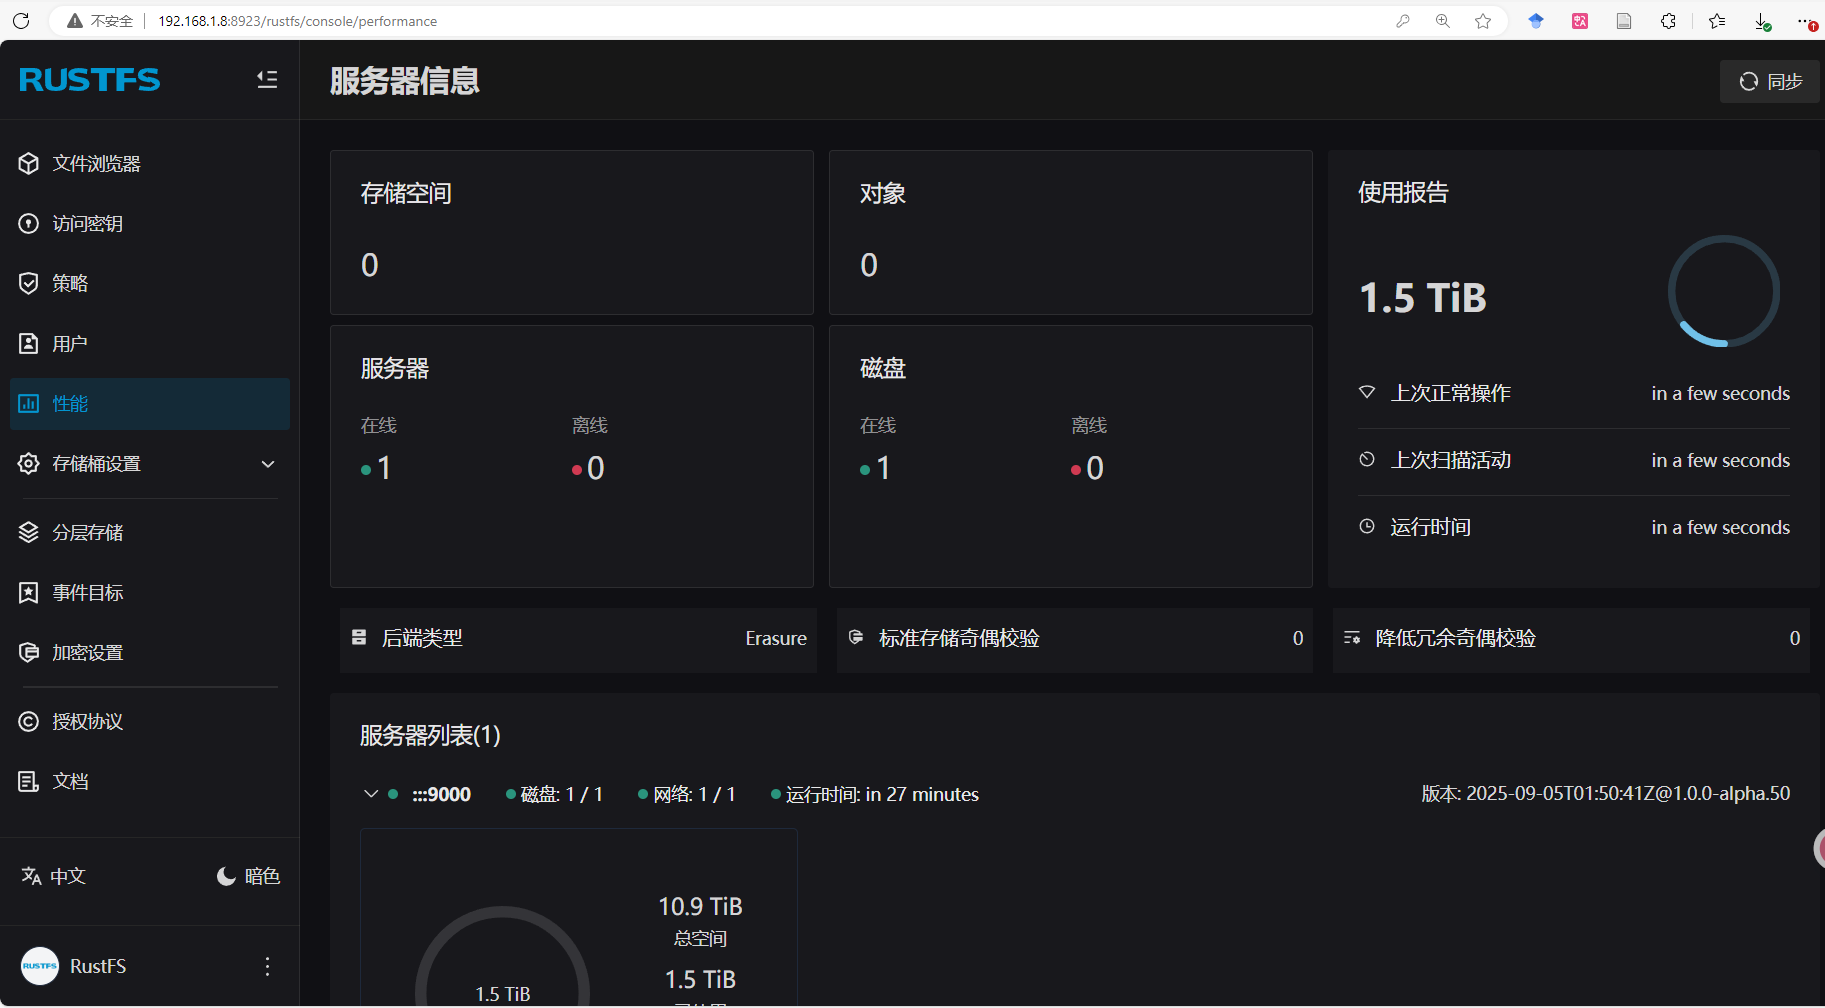 不安全
192.168.1.8:8923/rustfs/console/performance
RUSTFS
文件浏览器
访问密钥
策略
用户
性能
存储桶设置
分层存储
事件目标
加密设置
授权协议
文档
中文
暗色
RUSTFS
RustFS
服务器信息
同步
存储空间
0
对象
0
服务器
在线
离线
1
0
磁盘
在线
离线
1
0
使用报告
1.5 TiB
上次正常操作 in a few seconds
上次扫描活动 in a few seconds
运行时间 in a few seconds
后端类型 Erasure
标准存储奇偶校验 0
降低冗余奇偶校验 0
服务器列表(1)
:::9000 磁盘: 1 / 1 网络: 1 / 1 运行时间: in 27 minutes 版本: 2025-09-05T01:50:41Z@1.0.0-alpha.50
10.9 TiB
总空间
1.5 TiB
1.5 TiB